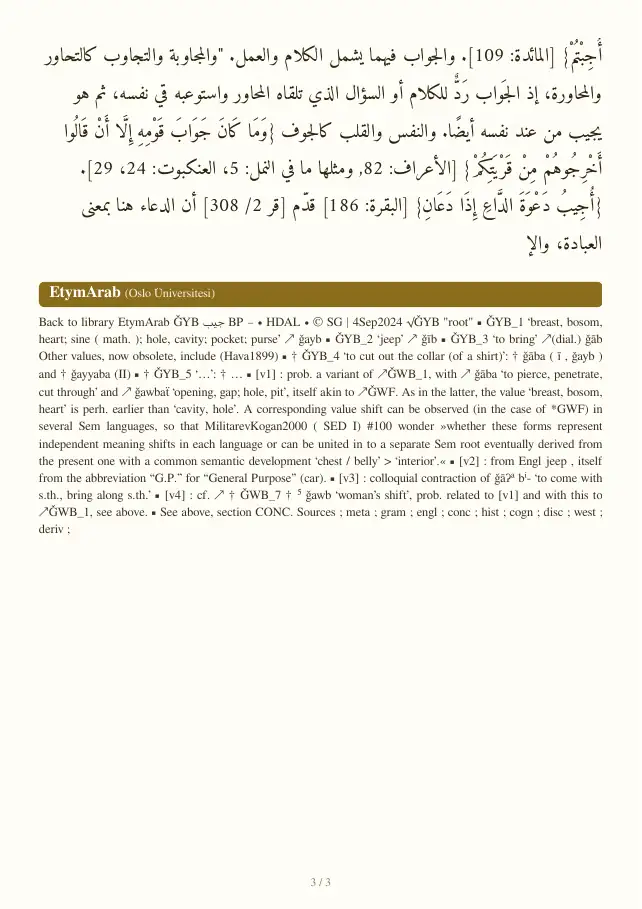 أُجِبْتُمْ} [المائدة: 109]. والجواب فيهما يشمل الكلام والعمل. "والمجاوبة والتجاوب كالتحاور
والمحاورة، إذ الجَواب رَدٌّ للكلام أو السؤال الذي تلقاه المحاور واستوعبه في نفسه، ثم هو
يجيب من عند نفسه أيضًا. والنفس والقلب كالجوف {وَمَا كَانَ جَوَابَ قَوْمِهِ إِلَّا أَنْ قَالُوا
أَخْرِجُوهُمْ مِنْ قَرْيَتِكُمْ} [الأعراف: 82, ومثلها ما في النمل: 5، العنكبوت: 24، 29].
{أُجِيبُ دَعْوَةَ الدَّاعِ إِذَا دَعَانِ} [البقرة: 186] قدّم [قر 2/ 308] أن الدعاء هنا بمعنى
العبادة، والإ
EtymArab (Oslo Üniversitesi)
Back to library EtymArab ǦYB جيب BP – • HDAL • © SG | 4Sep2024 √ǦYB "root" ▪ ǦYB_1 ‘breast, bosom,
heart; sine ( math. ); hole, cavity; pocket; purse’ ↗ ǧayb ▪ ǦYB_2 ‘jeep’ ↗ ǧīb ▪ ǦYB_3 ‘to bring’ ↗(dial.) ǧāb
Other values, now obsolete, include (Hava1899) ▪ † ǦYB_4 ‘to cut out the collar (of a shirt)’: † ǧāba ( ī , ǧayb )
and † ǧayyaba (II) ▪ † ǦYB_5 ‘…’: † … ▪ [v1] : prob. a variant of ↗ǦWB_1, with ↗ ǧāba ‘to pierce, penetrate,
cut through’ and ↗ ǧawbaẗ ‘opening, gap; hole, pit’, itself akin to ↗ǦWF. As in the latter, the value ‘breast, bosom,
heart’ is perh. earlier than ‘cavity, hole’. A corresponding value shift can be observed (in the case of *GWF) in
several Sem languages, so that MilitarevKogan2000 ( SED I) #100 wonder »whether these forms represent
independent meaning shifts in each language or can be united in to a separate Sem root eventually derived from
the present one with a common semantic development ‘chest / belly’ > ‘interior’.« ▪ [v2] : from Engl jeep , itself
from the abbreviation “G.P.” for “General Purpose” (car). ▪ [v3] : colloquial contraction of ǧāʔᵃ bⁱ- ‘to come with
s.th., bring along s.th.’ ▪ [v4] : cf. ↗ † ǦWB_7 † ⁵ ǧawb ‘woman’s shift’, prob. related to [v1] and with this to
↗ǦWB_1, see above. ▪ See above, section CONC. Sources ; meta ; gram ; engl ; conc ; hist ; cogn ; disc ; west ;
deriv ;
3 / 3